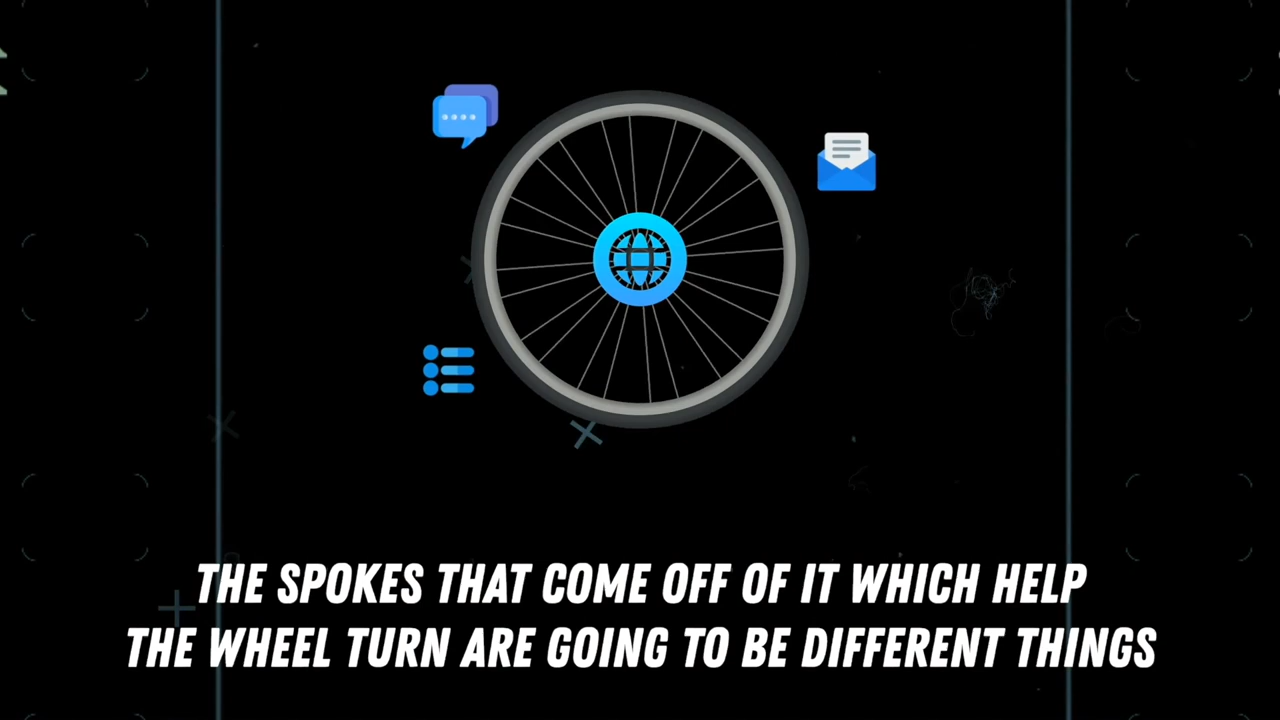 THE SPOKES THAT COME OFF OF IT WHICH HELP
THE WHEEL TURN ARE GOING TO BE DIFFERENT THINGS